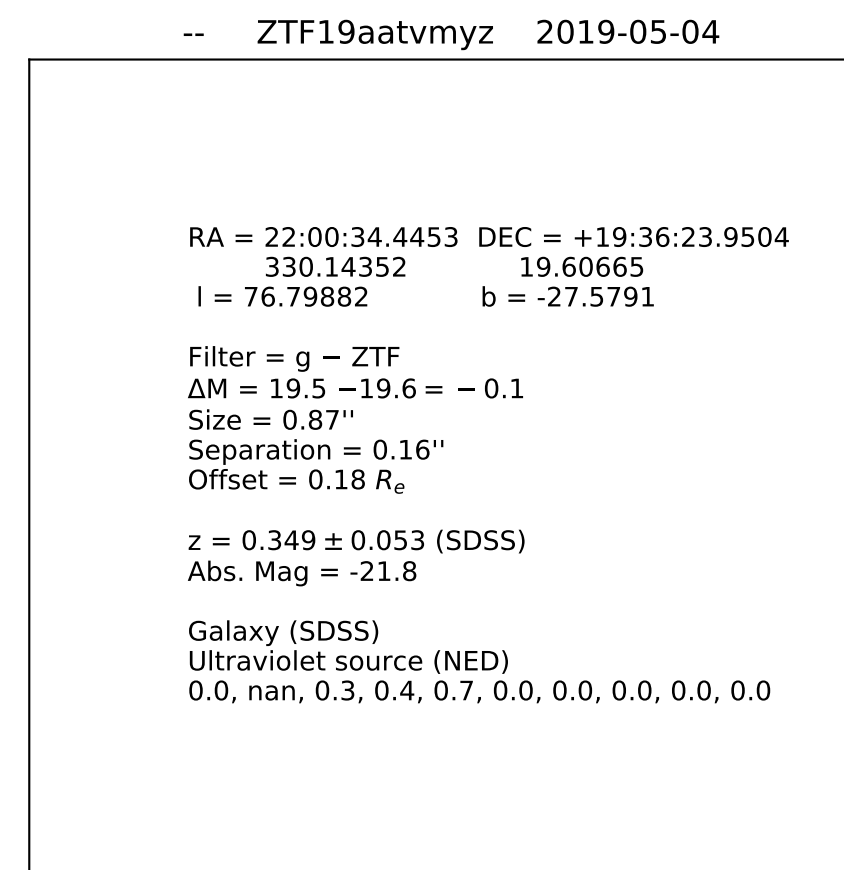 -- ZTF19aatvmyz 2019-05-04
RA = 22:00:34.4453 DEC = +19:36:23.9504
330.14352 19.60665
l = 76.79882 b = -27.5791
Filter = g − ZTF
ΔM = 19.5 −19.6 = − 0.1
Size = 0.87''
Separation = 0.16''
Offset = 0.18 Rₑ
z = 0.349 ± 0.053 (SDSS)
Abs. Mag = -21.8
Galaxy (SDSS)
Ultraviolet source (NED)
0.0, nan, 0.3, 0.4, 0.7, 0.0, 0.0, 0.0, 0.0, 0.0